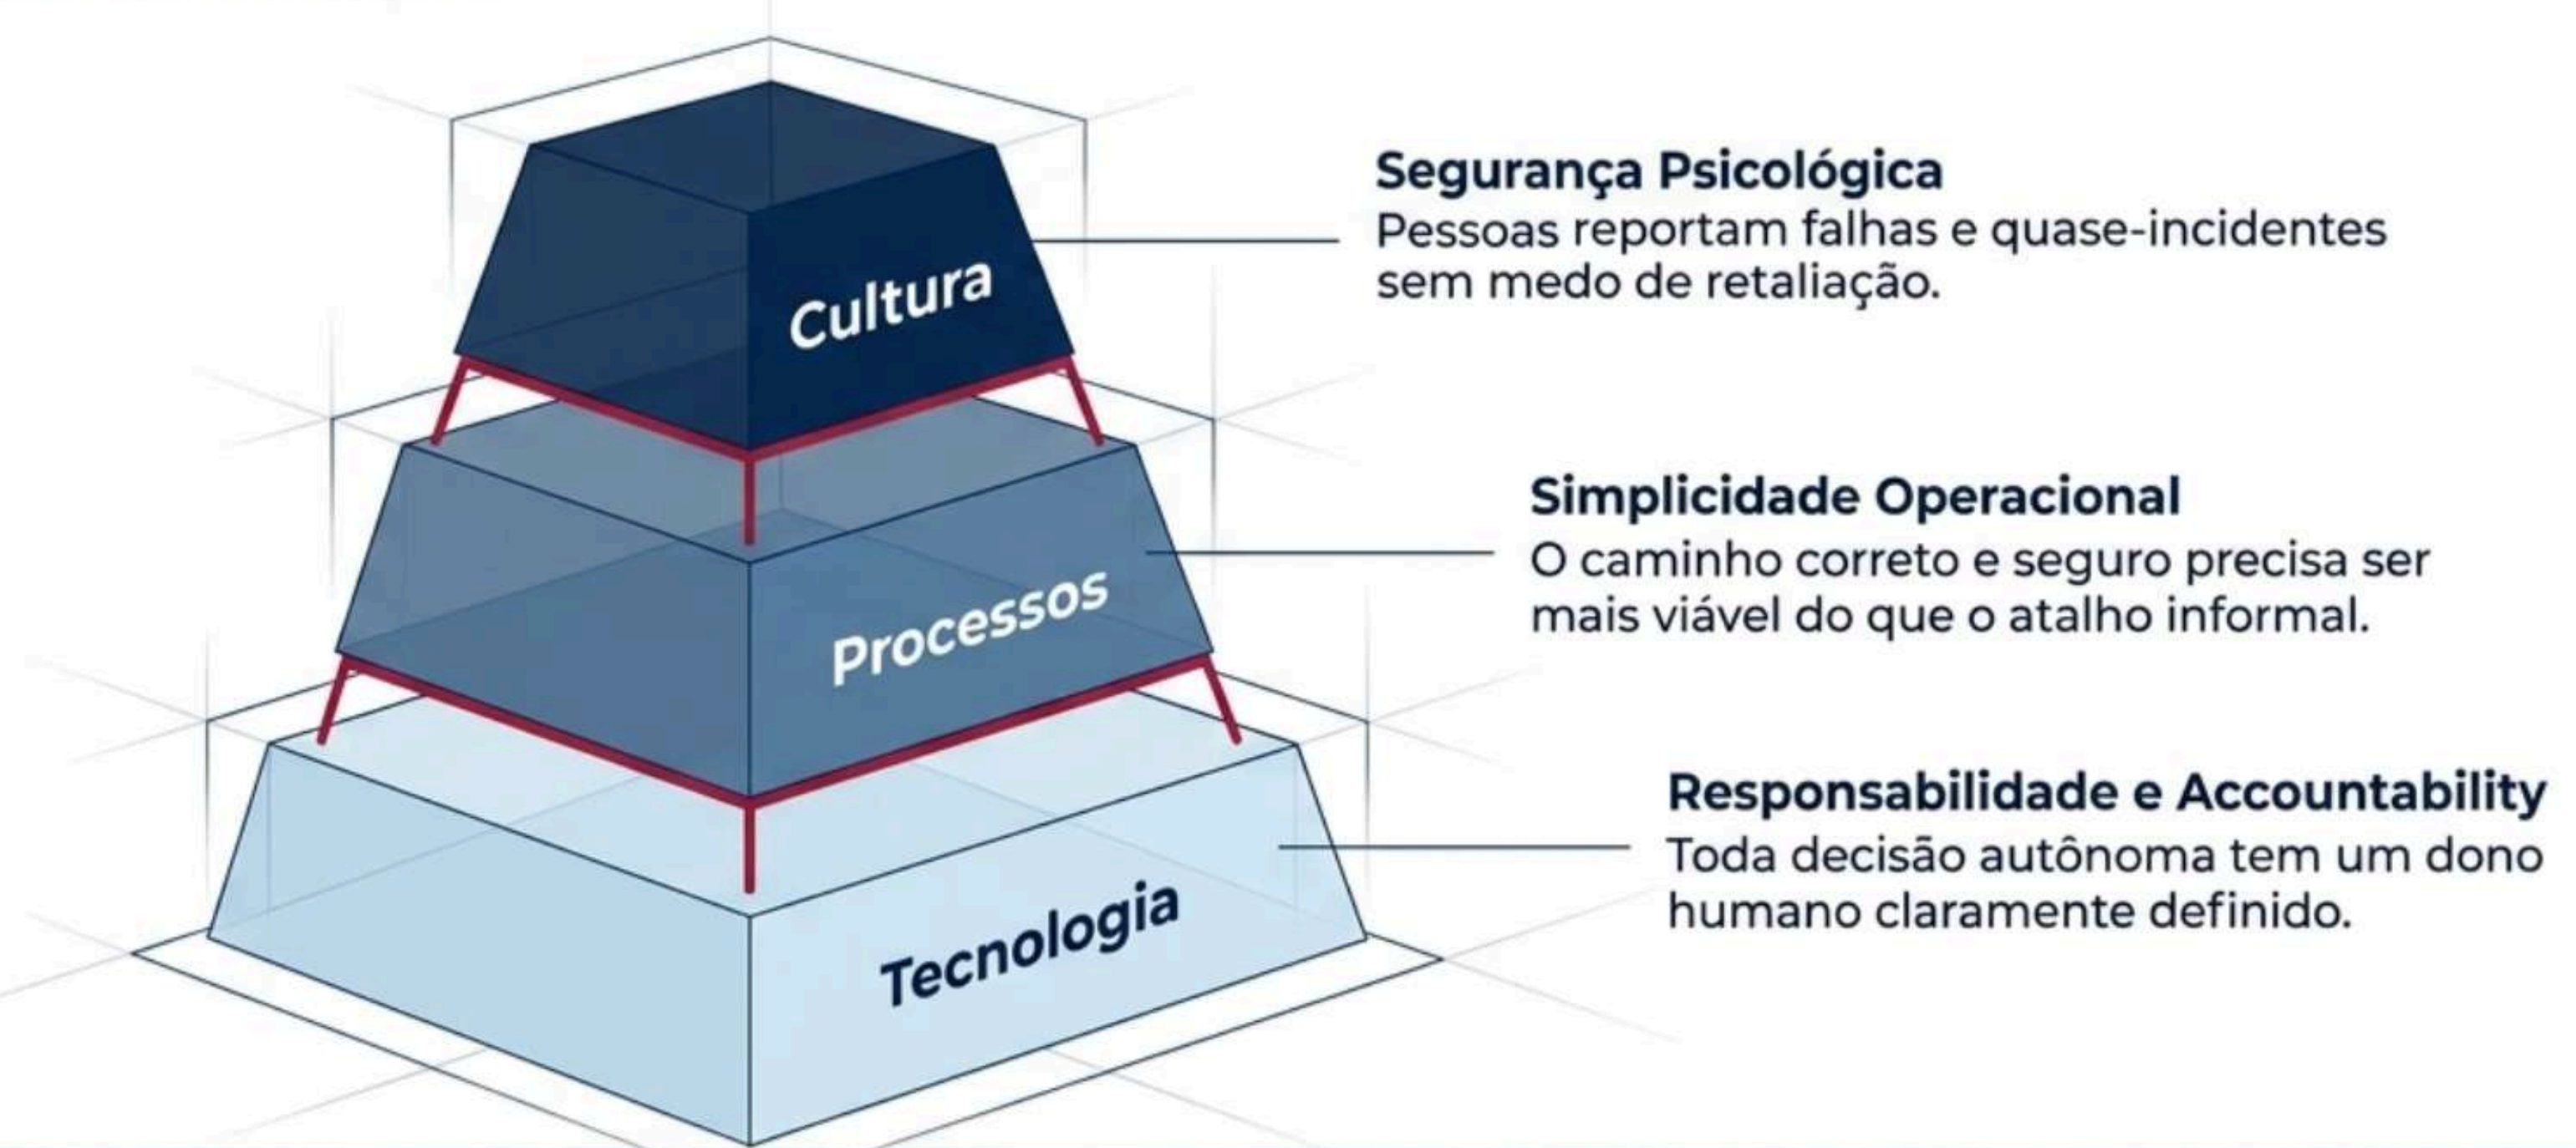 Cultura
Segurança Psicológica
Pessoas reportam falhas e quase-incidentes
sem medo de retaliação.
Processos
Simplicidade Operacional
O caminho correto e seguro precisa ser
mais viável do que o atalho informal.
Tecnologia
Responsabilidade e Accountability
Toda decisão autônoma tem um dono
humano claramente definido.